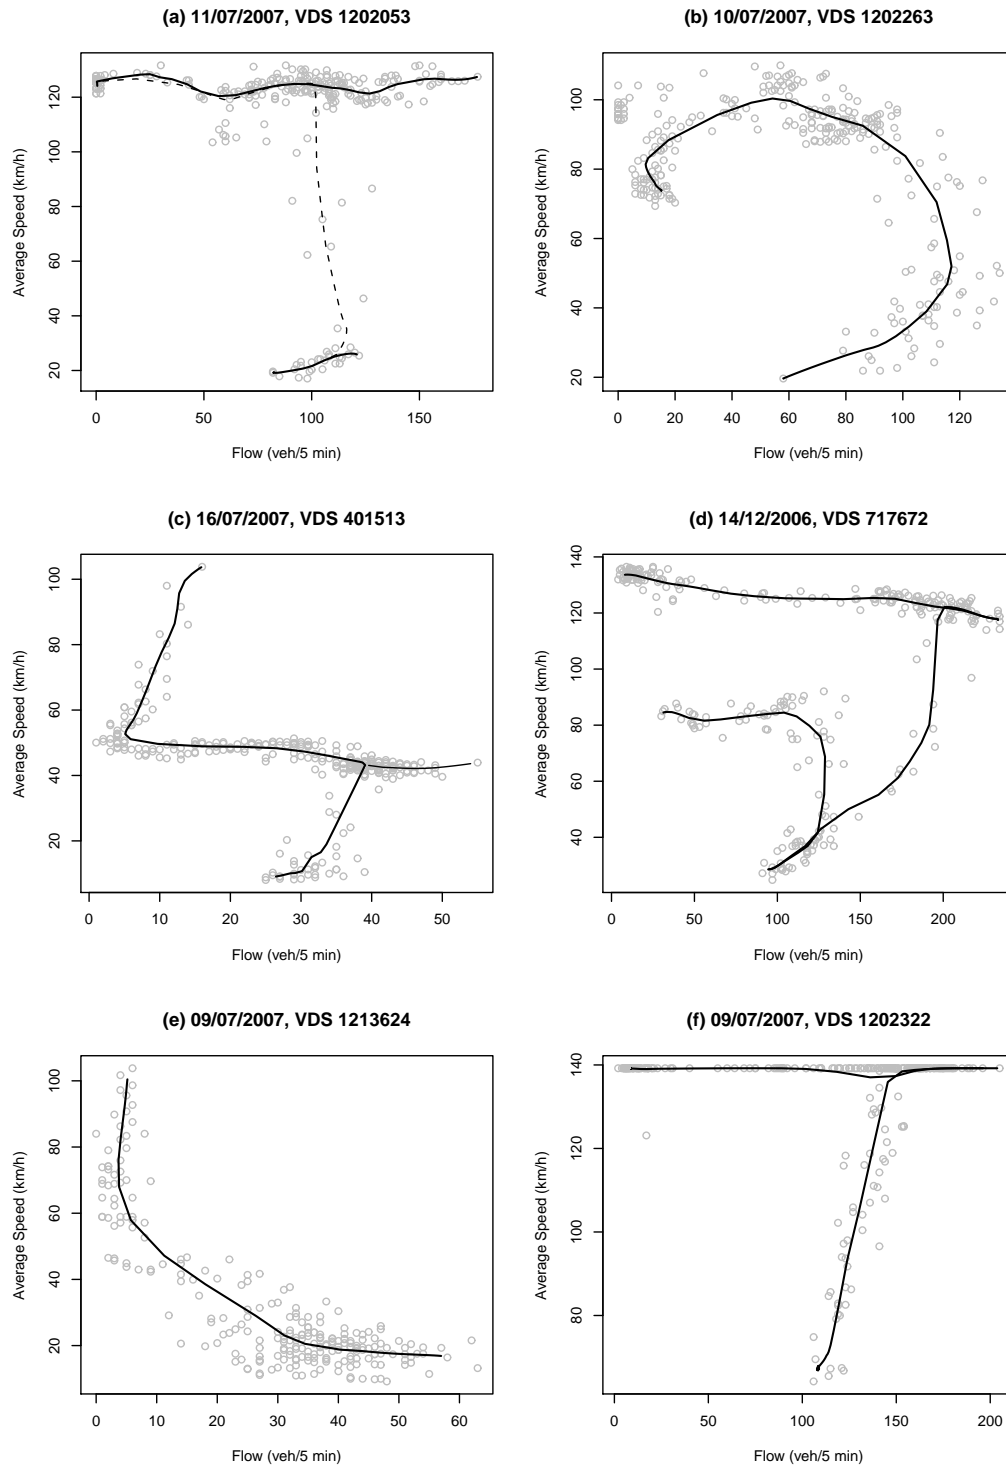 (a) 11/07/2007, VDS 1202053
Average Speed (km/h)
20 40 60 80 100 120
0 50 100 150
Flow (veh/5 min)
(b) 10/07/2007, VDS 1202263
Average Speed (km/h)
20 40 60 80 100
0 20 40 60 80 100 120
Flow (veh/5 min)
(c) 16/07/2007, VDS 401513
Average Speed (km/h)
20 40 60 80 100
0 10 20 30 40 50
Flow (veh/5 min)
(d) 14/12/2006, VDS 717672
Average Speed (km/h)
40 60 80 100 120 140
0 50 100 150 200
Flow (veh/5 min)
(e) 09/07/2007, VDS 1213624
Average Speed (km/h)
20 40 60 80 100
0 10 20 30 40 50 60
Flow (veh/5 min)
(f) 09/07/2007, VDS 1202322
Average Speed (km/h)
80 100 120 140
0 50 100 150 200
Flow (veh/5 min)